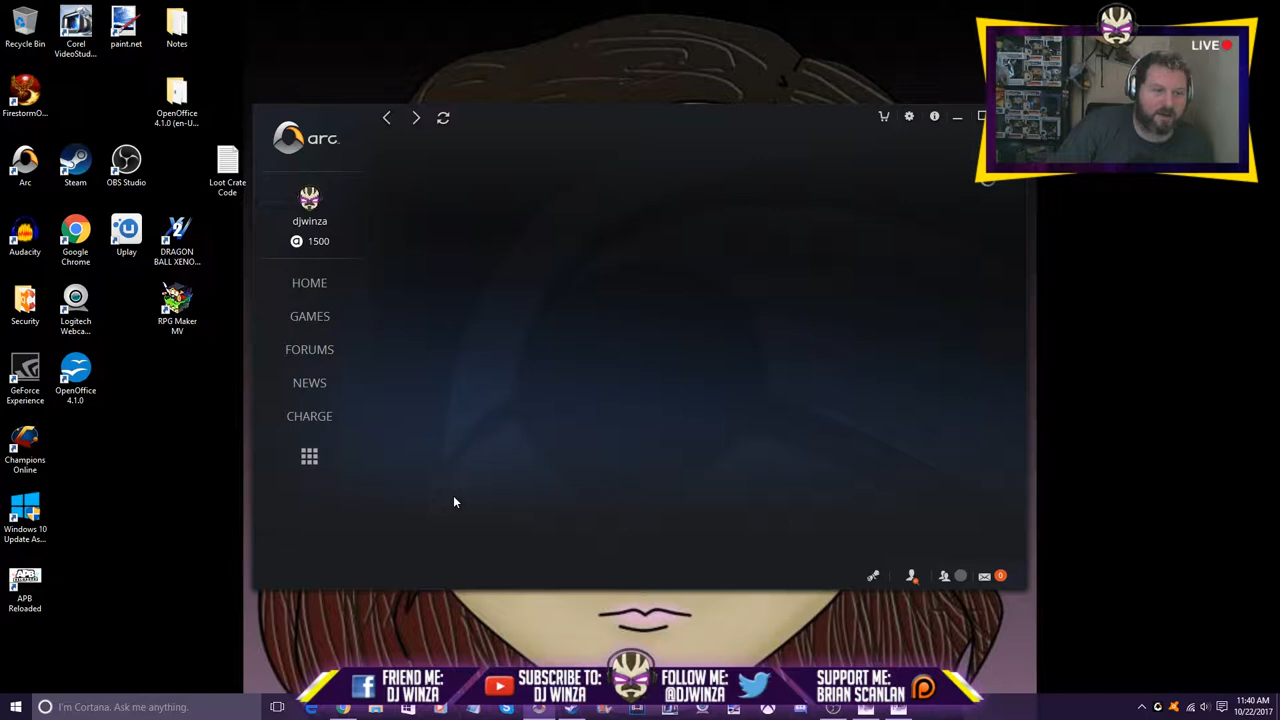 Recycle Bin
Corel
VideoStud...
paint.net
Notes
LIVE
FirestormO...
OpenOffice
4.1.0 (en-U...
arc
Arc
Steam
OBS Studio
Loot Crate
Code
djwinza
1500
Audacity
Google
Chrome
Uplay
DRAGON
BALL XENO...
HOME
GAMES
FORUMS
NEWS
CHARGE
Security
Logitech
Webca...
RPG Maker
MV
GeForce
Experience
OpenOffice
4.1.0
Champions
Online
Windows 10
Update As...
APB
Reloaded
0
FRIEND ME:
DJ WINZA
SUBSCRIBE TO:
DJ WINZA
FOLLOW ME:
@DJWINZA
SUPPORT ME:
BRIAN SCANLAN
I'm Cortana. Ask me anything.
11:40 AM
10/22/2017